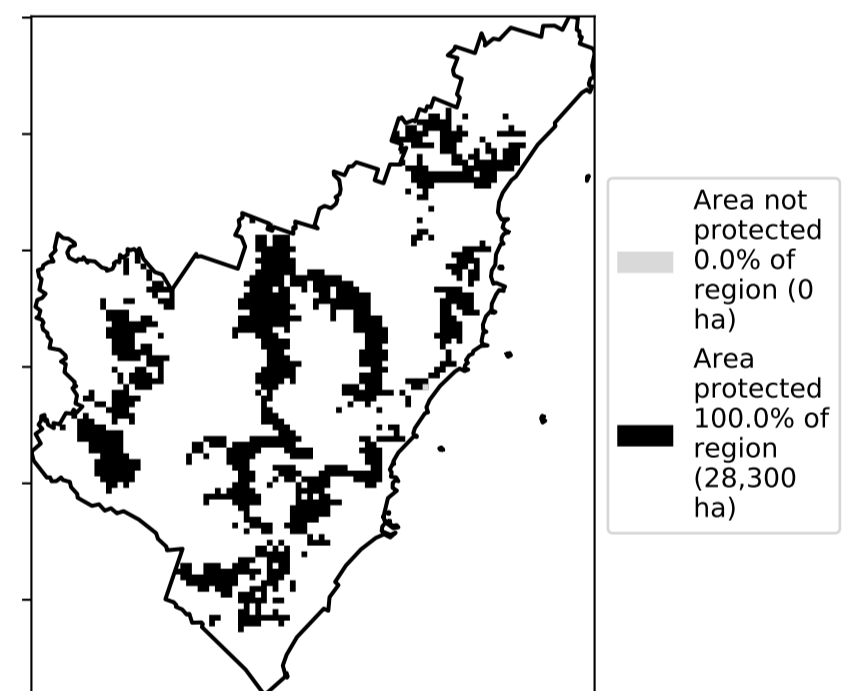 Area not
protected
0.0% of
region (0
ha)
Area
protected
100.0% of
region
(28,300
ha)